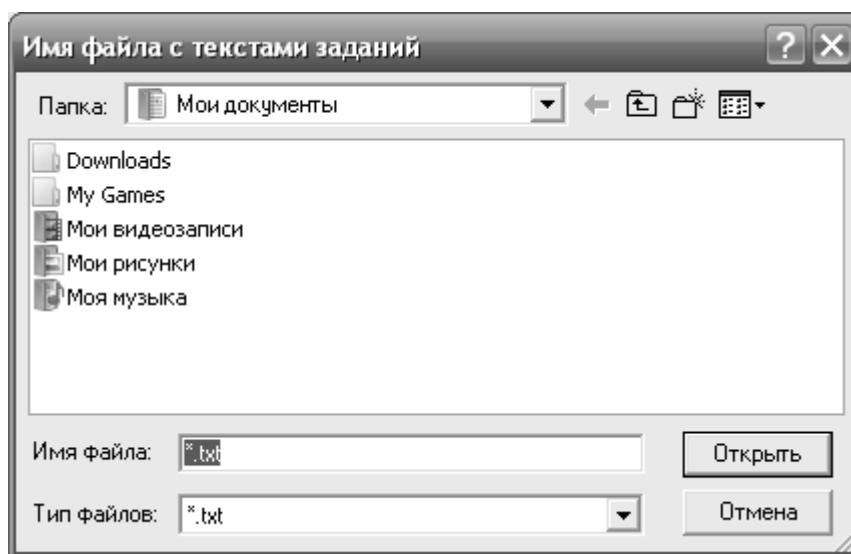 Имя файла с текстами заданий
Папка: Мои документы
Downloads
My Games
Мои видеозаписи
Мои рисунки
Моя музыка
Имя файла: *.txt Открыть
Тип файлов: *.txt Отмена